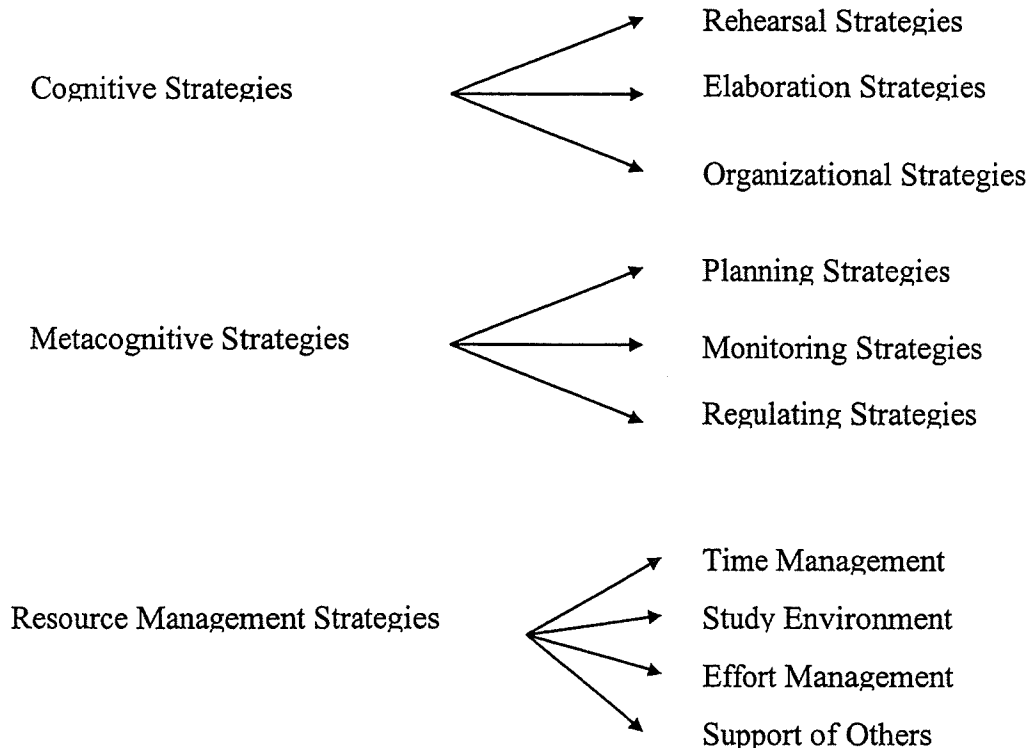 Cognitive Strategies
Rehearsal Strategies
Elaboration Strategies
Organizational Strategies
Metacognitive Strategies
Planning Strategies
Monitoring Strategies
Regulating Strategies
Resource Management Strategies
Time Management
Study Environment
Effort Management
Support of Others